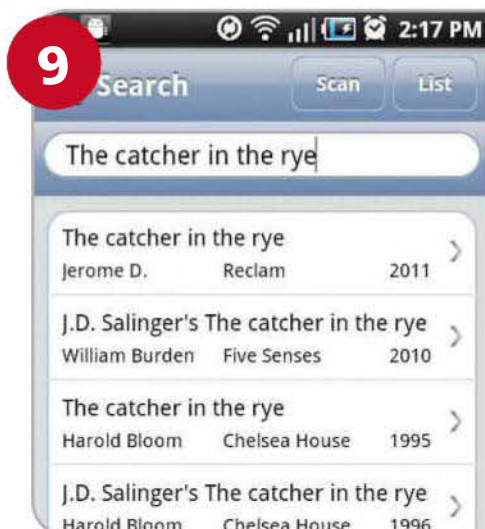 9
2:17 PM
Search
Scan
List
The catcher in the rye
The catcher in the rye
Jerome D. Reclam 2011
J.D. Salinger's The catcher in the rye
William Burden Five Senses 2010
The catcher in the rye
Harold Bloom Chelsea House 1995
J.D. Salinger's The catcher in the rye
Harold Bloom Chelsea House 1996